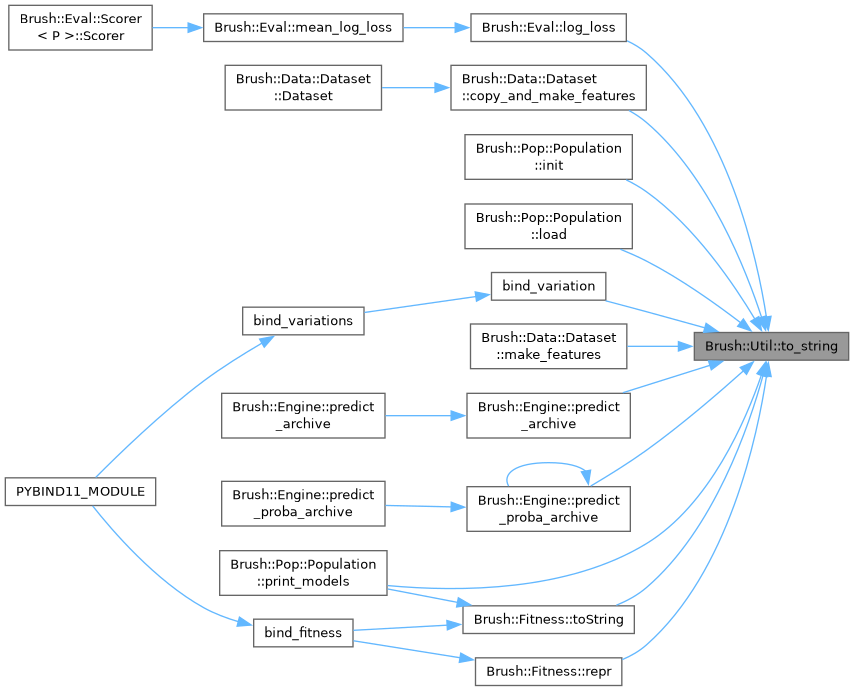 Brush::Eval::Scorer
< P >::Scorer
Brush::Eval::mean_log_loss
Brush::Eval::log_loss
Brush::Data::Dataset
::Dataset
Brush::Data::Dataset
::copy_and_make_features
Brush::Pop::Population
::init
Brush::Pop::Population
::load
bind_variation
bind_variations
Brush::Util::to_string
Brush::Data::Dataset
::make_features
Brush::Engine::predict
_archive
Brush::Engine::predict
_archive
PYBIND11_MODULE
Brush::Engine::predict
_proba_archive
Brush::Engine::predict
_proba_archive
Brush::Pop::Population
::print_models
Brush::Fitness::toString
bind_fitness
Brush::Fitness::repr